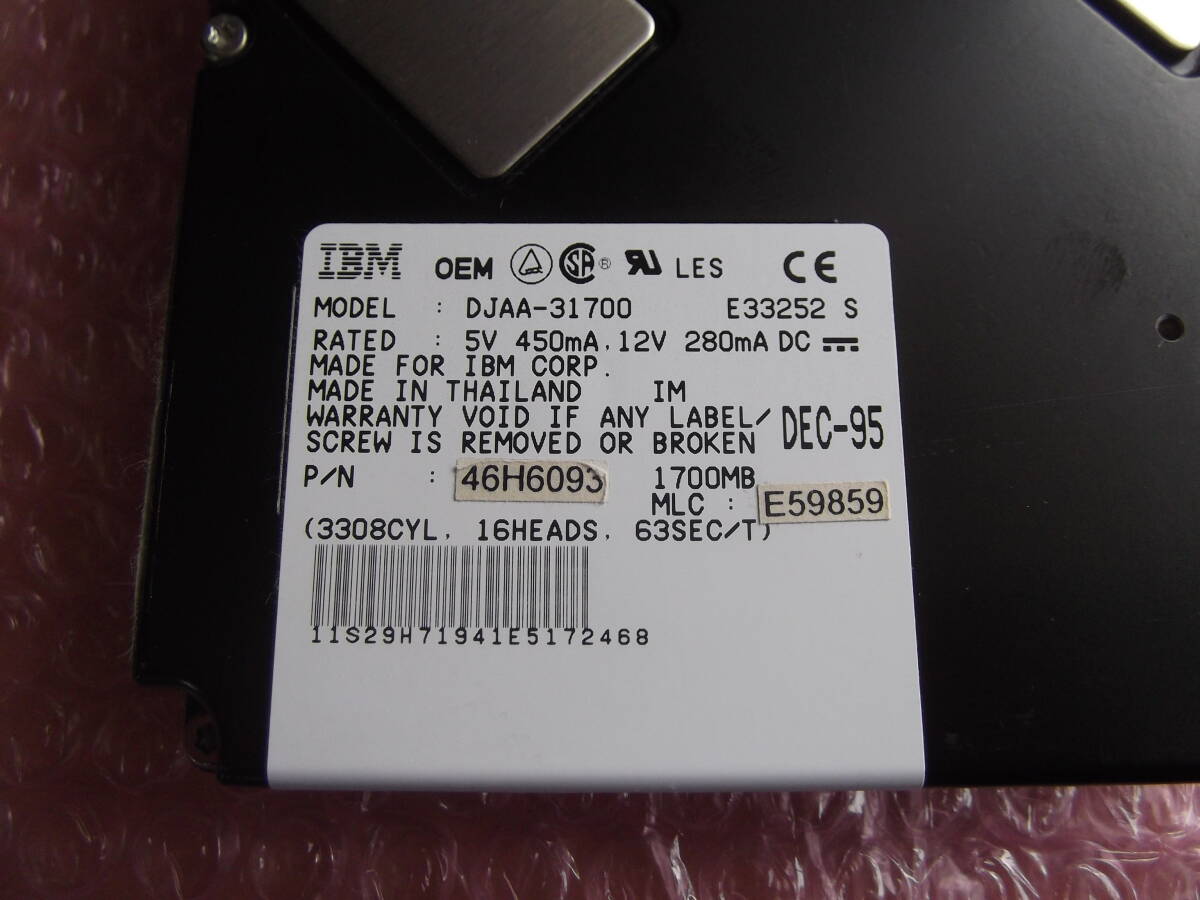 IBM OEM SA ® RU LES CE
MODEL : DJAA-31700 E33252 S
RATED : 5V 450mA, 12V 280mA DC
MADE FOR IBM CORP.
MADE IN THAILAND IM
WARRANTY VOID IF ANY LABEL/
SCREW IS REMOVED OR BROKEN DEC-95
P/N : 46H6093 1700MB
MLC : E59859
(3308CYL, 16HEADS, 63SEC/T)
11S29H71941E5172468